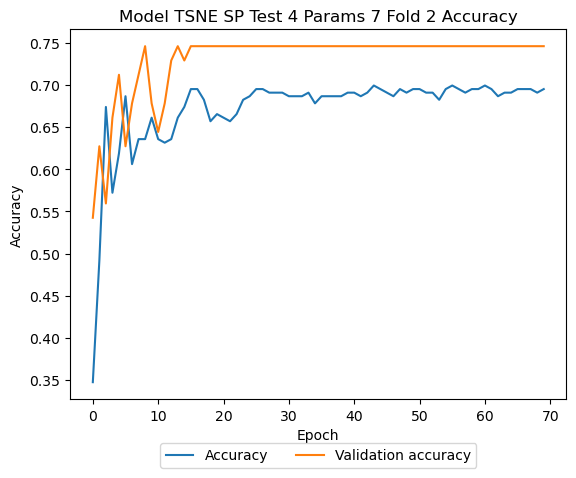 Model TSNE SP Test 4 Params 7 Fold 2 Accuracy
0.75
0.70
0.65
0.60
0.55
0.50
0.45
0.40
0.35
Accuracy
0 10 20 30 40 50 60 70
Epoch
Accuracy Validation accuracy